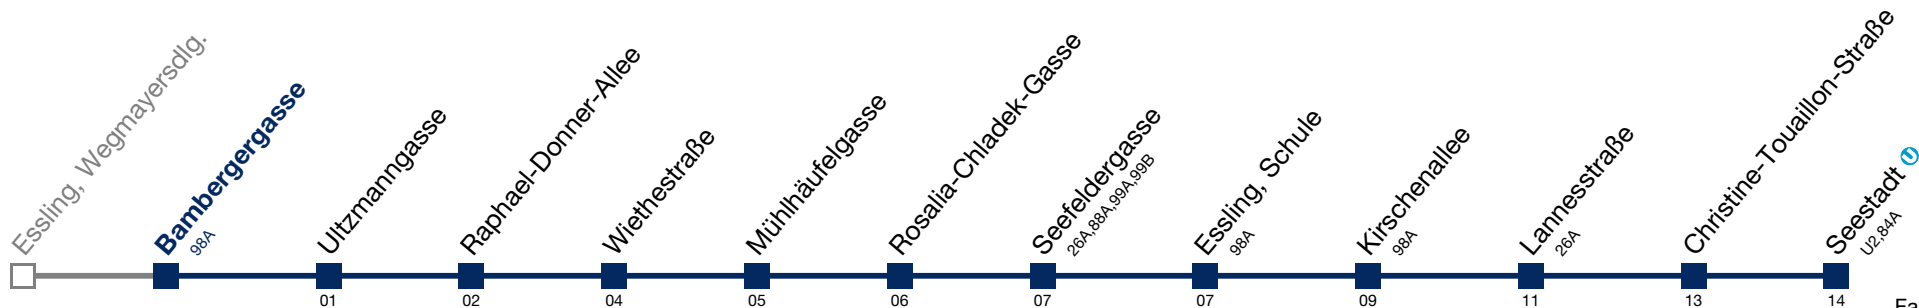 Essling, Wegmayersdlg.
Bambergergasse
98A
Ultzmanngasse
01
Raphael-Donner-Allee
02
Wiethestraße
04
Mühlhäufelgasse
05
Rosalia-Chladek-Gasse
06
Seefeldergasse
26A,88A,99A,99B
07
Essling, Schule
98A
07
Kirschenallee
98A
09
Lannesstraße
26A
11
Christine-Touaillon-Straße
13
Seestadt U
U2,84A
14